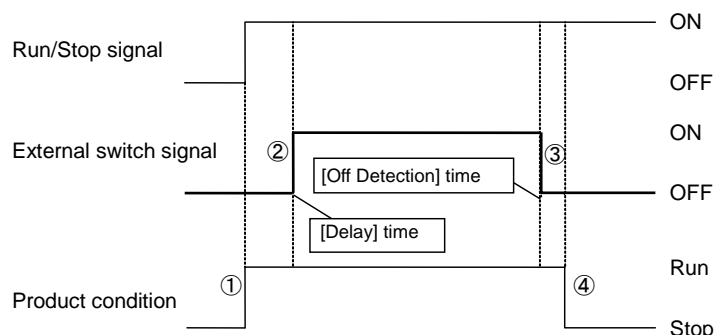 ON
Run/Stop signal
OFF
ON
External switch signal
②
③
[Off Detection] time
OFF
[Delay] time
①
Run
④
Product condition
Stop